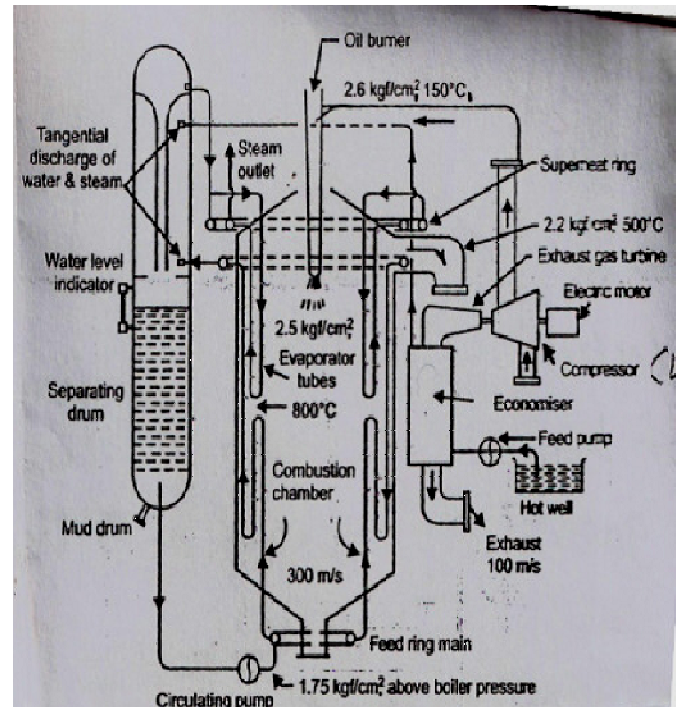 Oil burner
2.6 kgf/cm², 150°C,
Tangential
discharge of
water & steam
Steam
outlet
Superheat ring
2.2 kgf cm² 500°C
Exhaust gas turbine
Water level
indicator
Electric motor
2.5 kgf/cm²
Evaporator
tubes
Compressor
800°C
Separating
drum
Economiser
Feed pump
Combustion
chamber
Hot well
Mud drum
Exhaust
100 m/s
300 m/s
Feed ring main
1.75 kgf/cm² above boiler pressure
Circulating pump